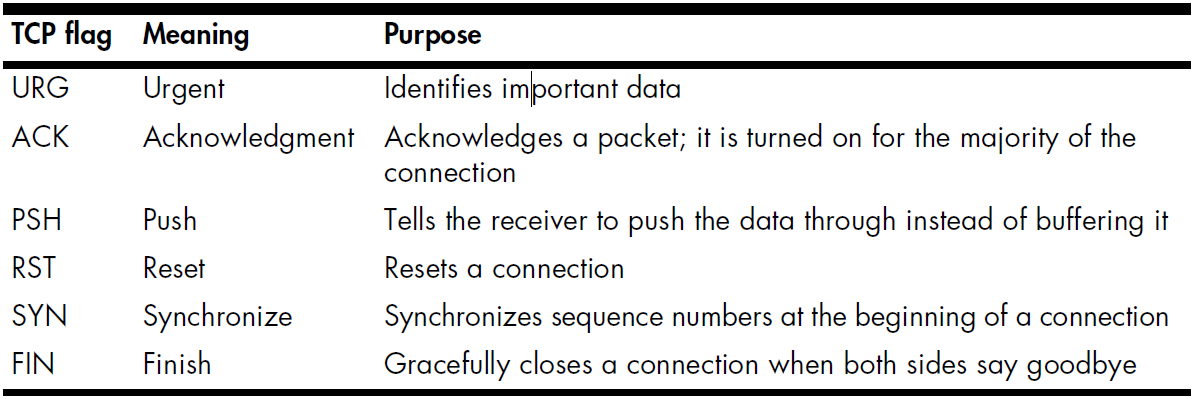 TCP flag Meaning Purpose
URG Urgent Identifies important data
ACK Acknowledgment Acknowledges a packet; it is turned on for the majority of the
connection
PSH Push Tells the receiver to push the data through instead of buffering it
RST Reset Resets a connection
SYN Synchronize Synchronizes sequence numbers at the beginning of a connection
FIN Finish Gracefully closes a connection when both sides say goodbye